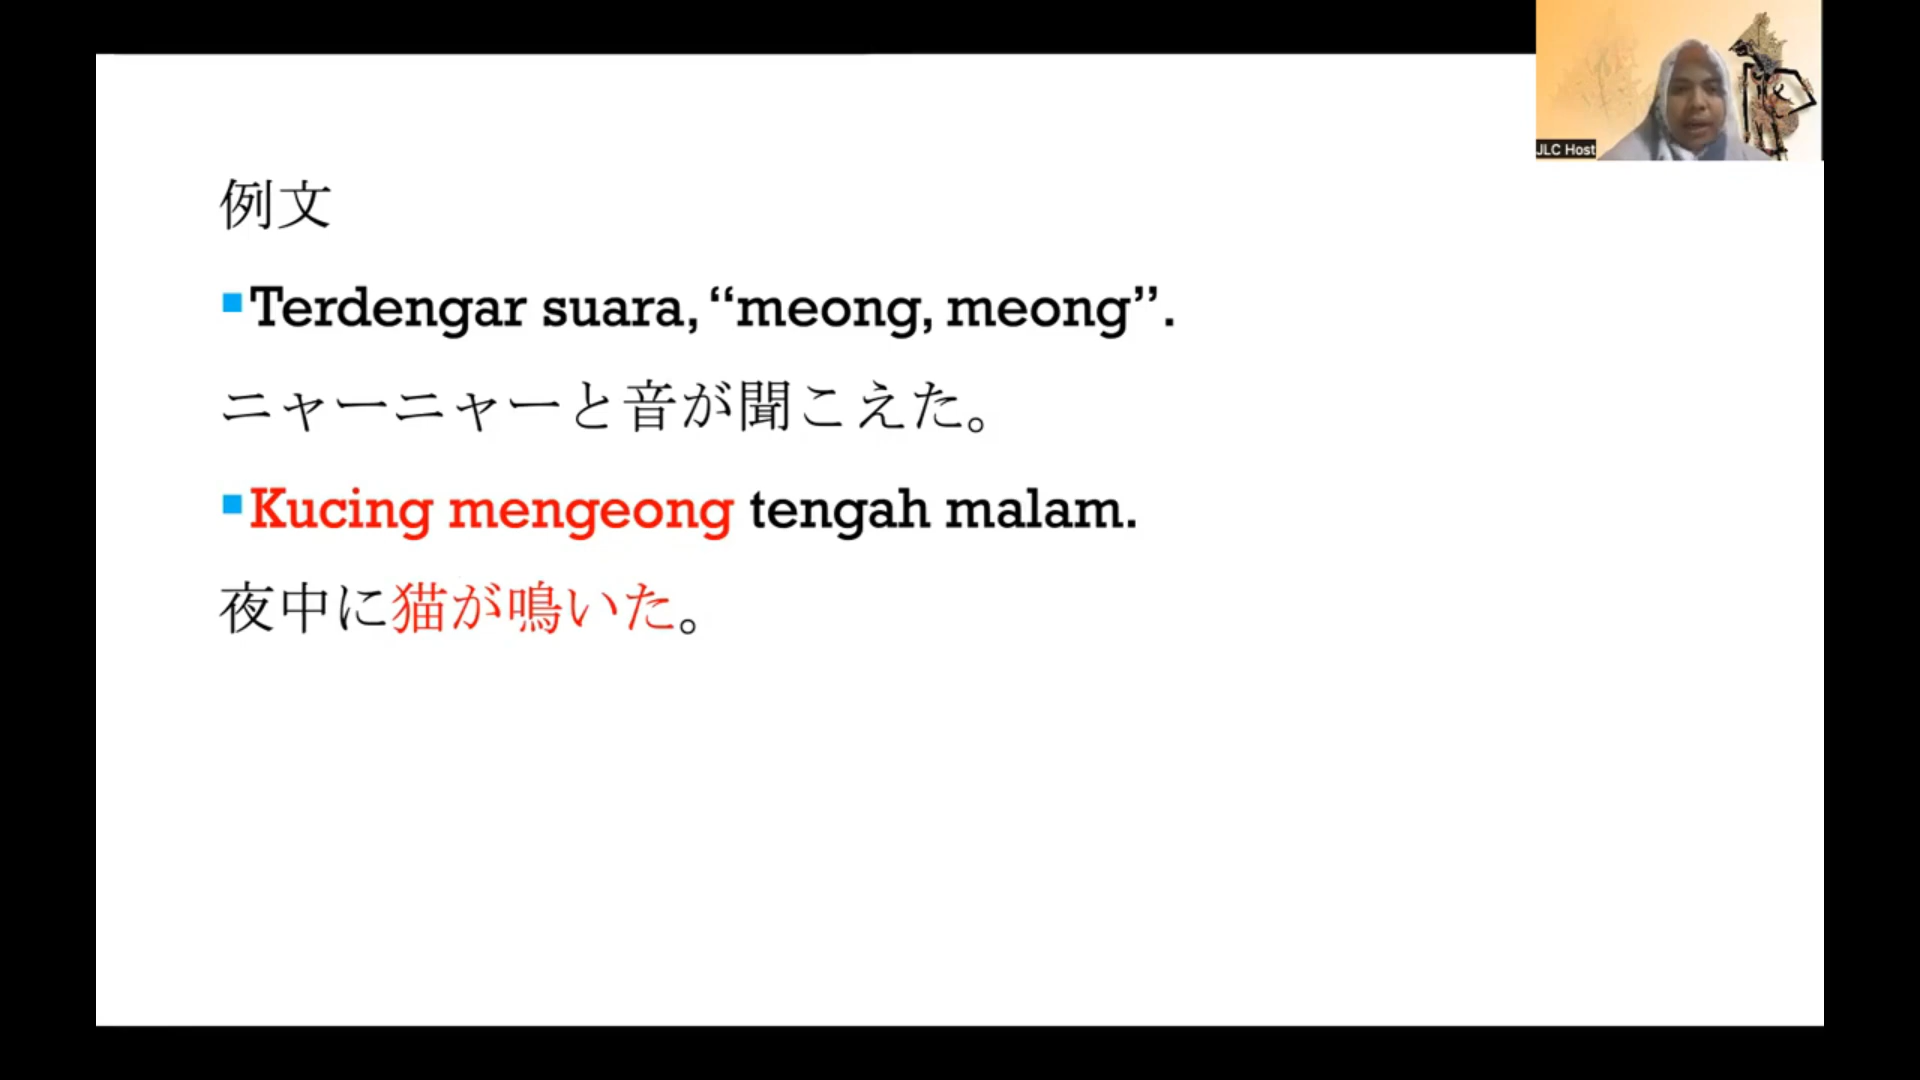 JLC Host
例文
Terdengar suara, “meong, meong”.
ニャーニャーと音が聞こえた。
Kucing mengeong tengah malam.
夜中に猫が鳴いた。